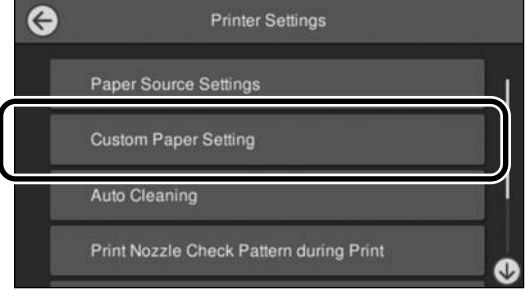 Printer Settings
Paper Source Settings
Custom Paper Setting
Auto Cleaning
Print Nozzle Check Pattern during Print